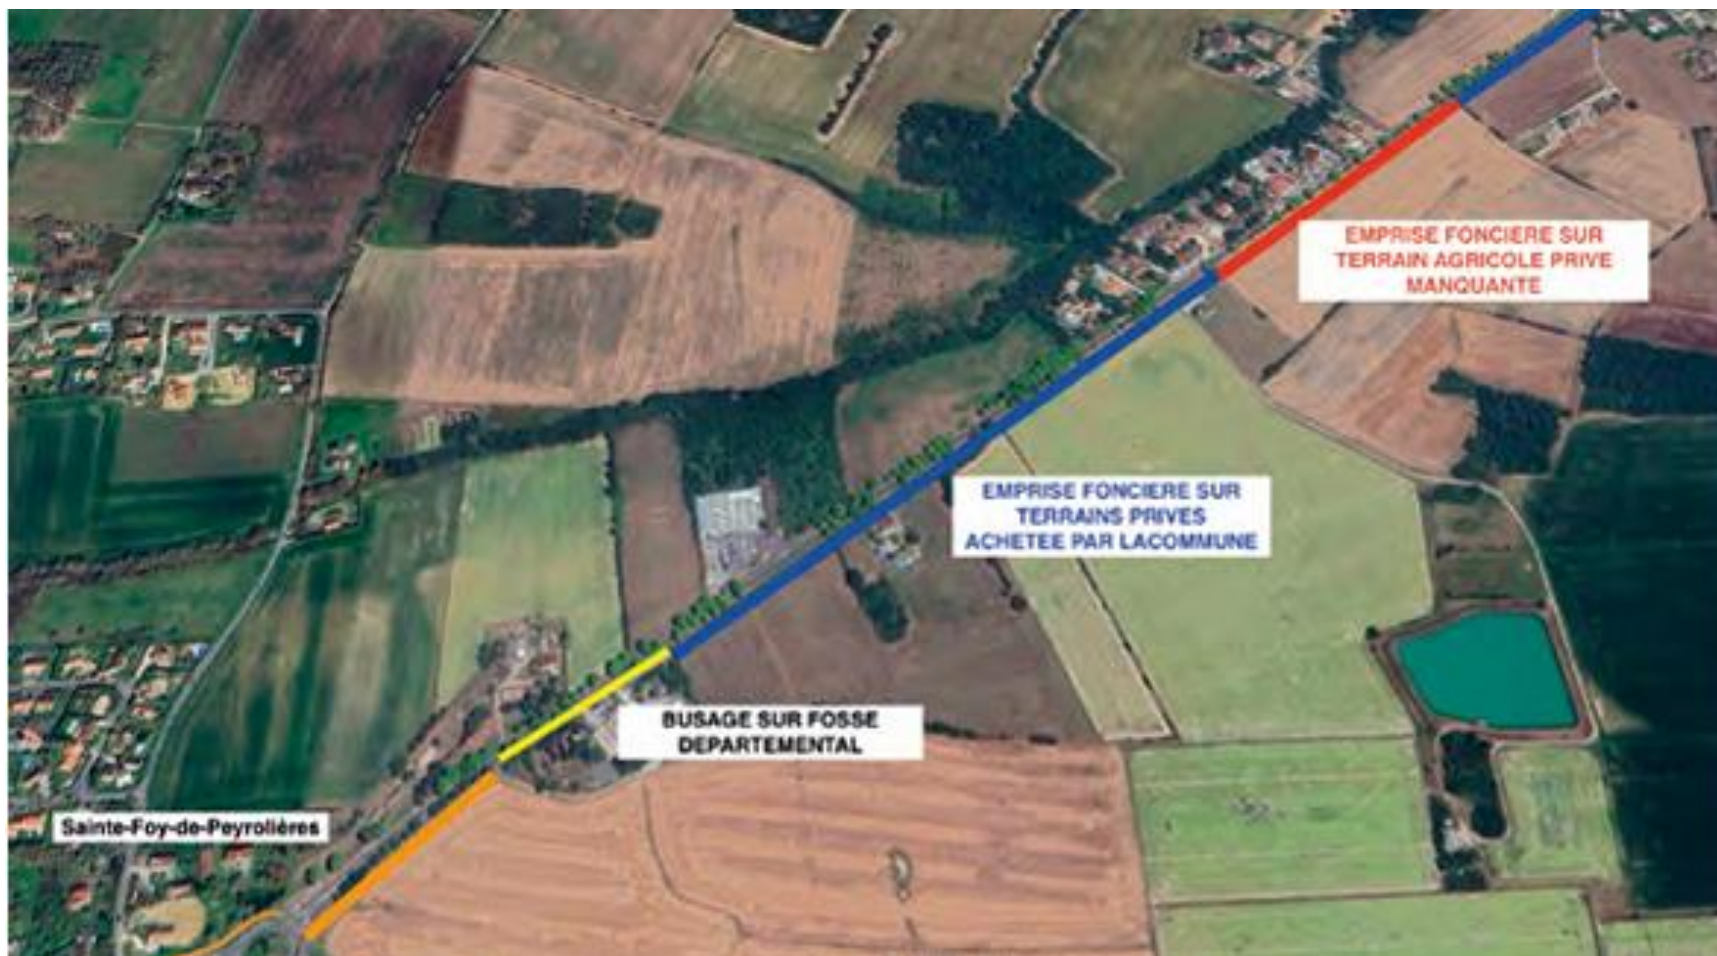 EMPRISE FONCIERE SUR
TERRAIN AGRICOLE PRIVE
MANQUANTE
EMPRISE FONCIERE SUR
TERRAINS PRIVES
ACHETEE PAR LACOMMUNE
BUSAGE SUR FOSSE
DEPARTEMENTAL
Sainte-Foy-de-Peyrolières